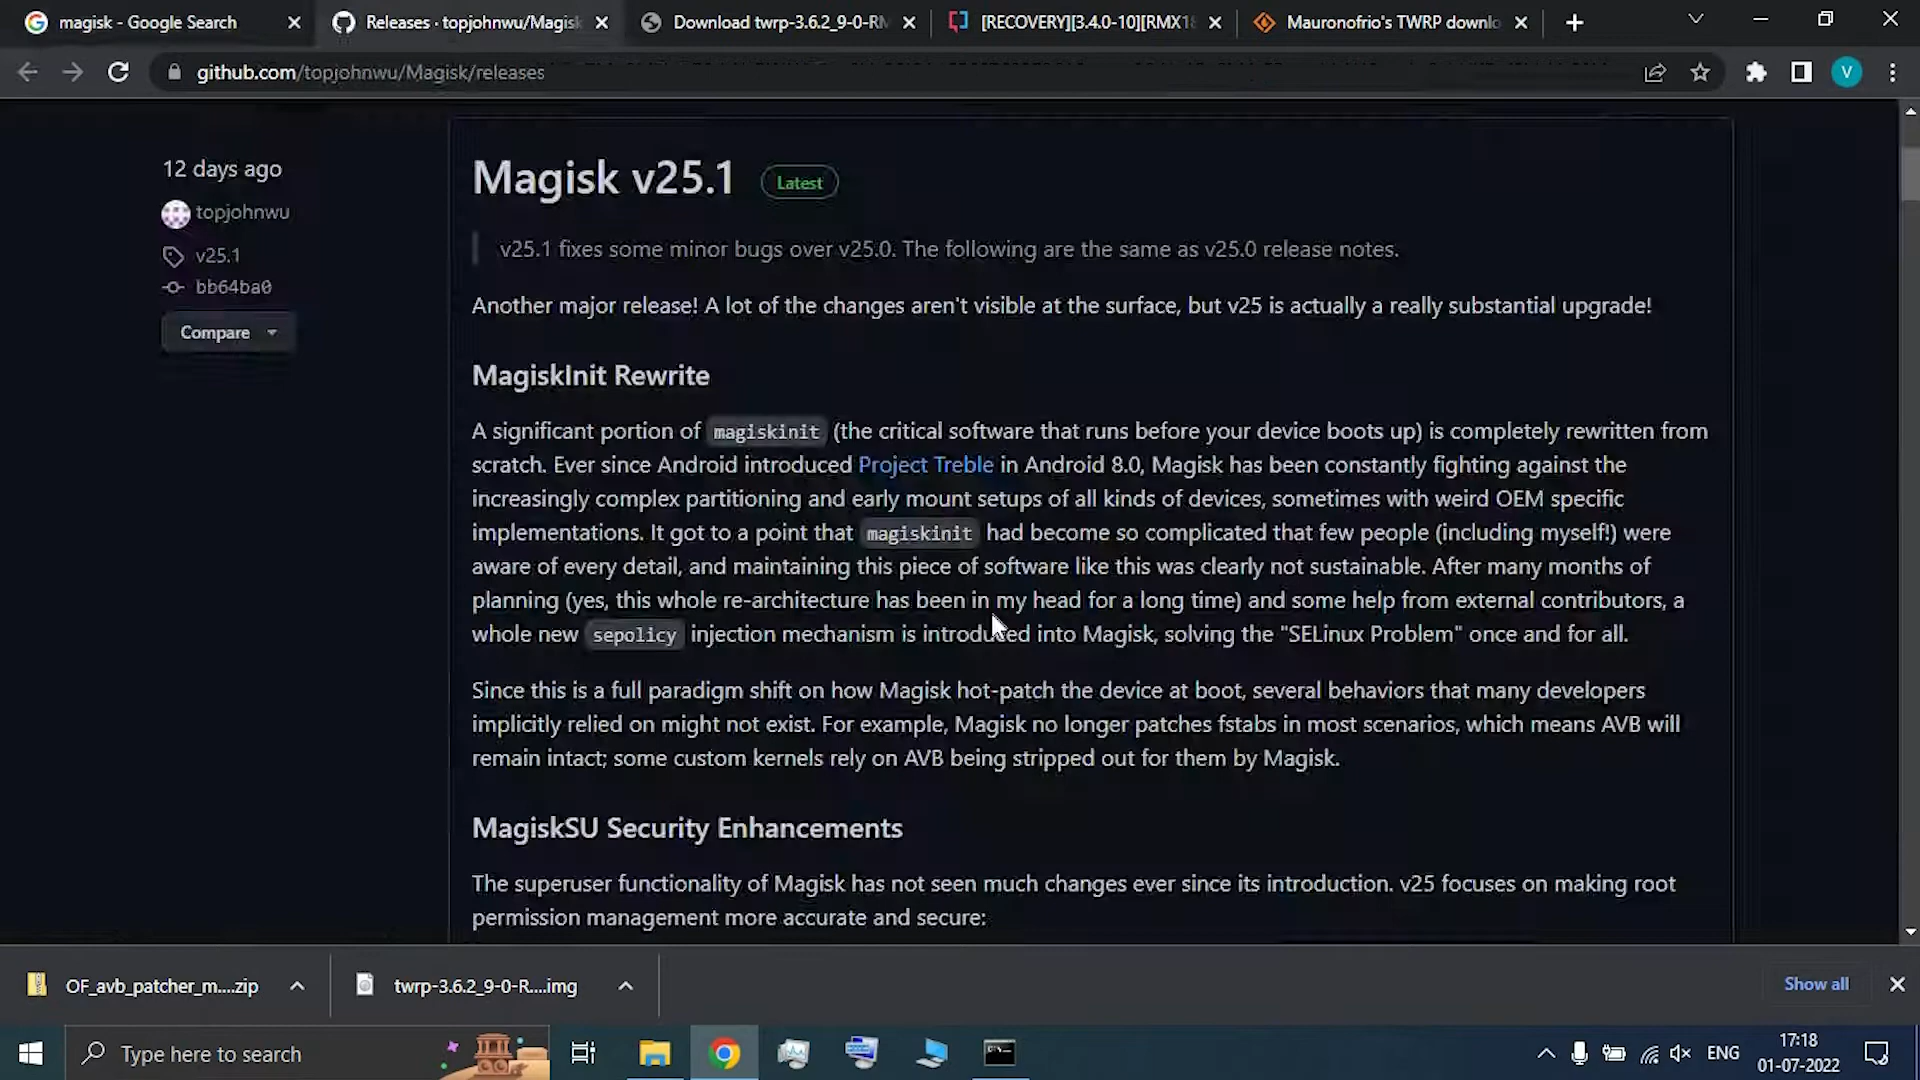 magisk - Google Search
Releases · topjohnwu/Magisk
Download twrp-3.6.2_9-0-RM
[RECOVERY][3.4.0-10][RMX18
Mauronofrio's TWRP downlo
github.com/topjohnwu/Magisk/releases
V
12 days ago
topjohnwu
v25.1
bb64ba0
Compare
Magisk v25.1 Latest
v25.1 fixes some minor bugs over v25.0. The following are the same as v25.0 release notes.
Another major release! A lot of the changes aren't visible at the surface, but v25 is actually a really substantial upgrade!
MagiskInit Rewrite
A significant portion of magiskinit (the critical software that runs before your device boots up) is completely rewritten from
scratch. Ever since Android introduced Project Treble in Android 8.0, Magisk has been constantly fighting against the
increasingly complex partitioning and early mount setups of all kinds of devices, sometimes with weird OEM specific
implementations. It got to a point that magiskinit had become so complicated that few people (including myself!) were
aware of every detail, and maintaining this piece of software like this was clearly not sustainable. After many months of
planning (yes, this whole re-architecture has been in my head for a long time) and some help from external contributors, a
whole new sepolicy injection mechanism is introduced into Magisk, solving the "SELinux Problem" once and for all.
Since this is a full paradigm shift on how Magisk hot-patch the device at boot, several behaviors that many developers
implicitly relied on might not exist. For example, Magisk no longer patches fstabs in most scenarios, which means AVB will
remain intact; some custom kernels rely on AVB being stripped out for them by Magisk.
MagiskSU Security Enhancements
The superuser functionality of Magisk has not seen much changes ever since its introduction. v25 focuses on making root
permission management more accurate and secure:
OF_avb_patcher_m....zip
twrp-3.6.2_9-0-R....img
Show all
Type here to search
ENG
17:18
01-07-2022